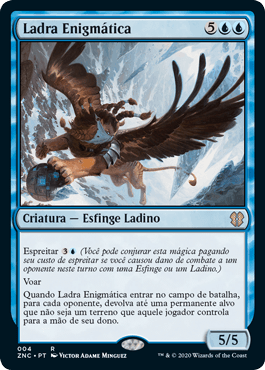 Ladra Enigmática 5
Criatura — Esfinge Ladino
Espreitar 3 (Você pode conjurar esta mágica pagando
seu custo de espreitar se você causou dano de combate a um
oponente neste turno com uma Esfinge ou um Ladino.)
Voar
Quando Ladra Enigmática entrar no campo de batalha,
para cada oponente, devolva até uma permanente alvo
que não seja um terreno que aquele jogador controla
para a mão de seu dono.
5/5
004 R
ZNC • PT VICTOR ADAME MINGUEZ
™ & © 2020 Wizards of the Coast